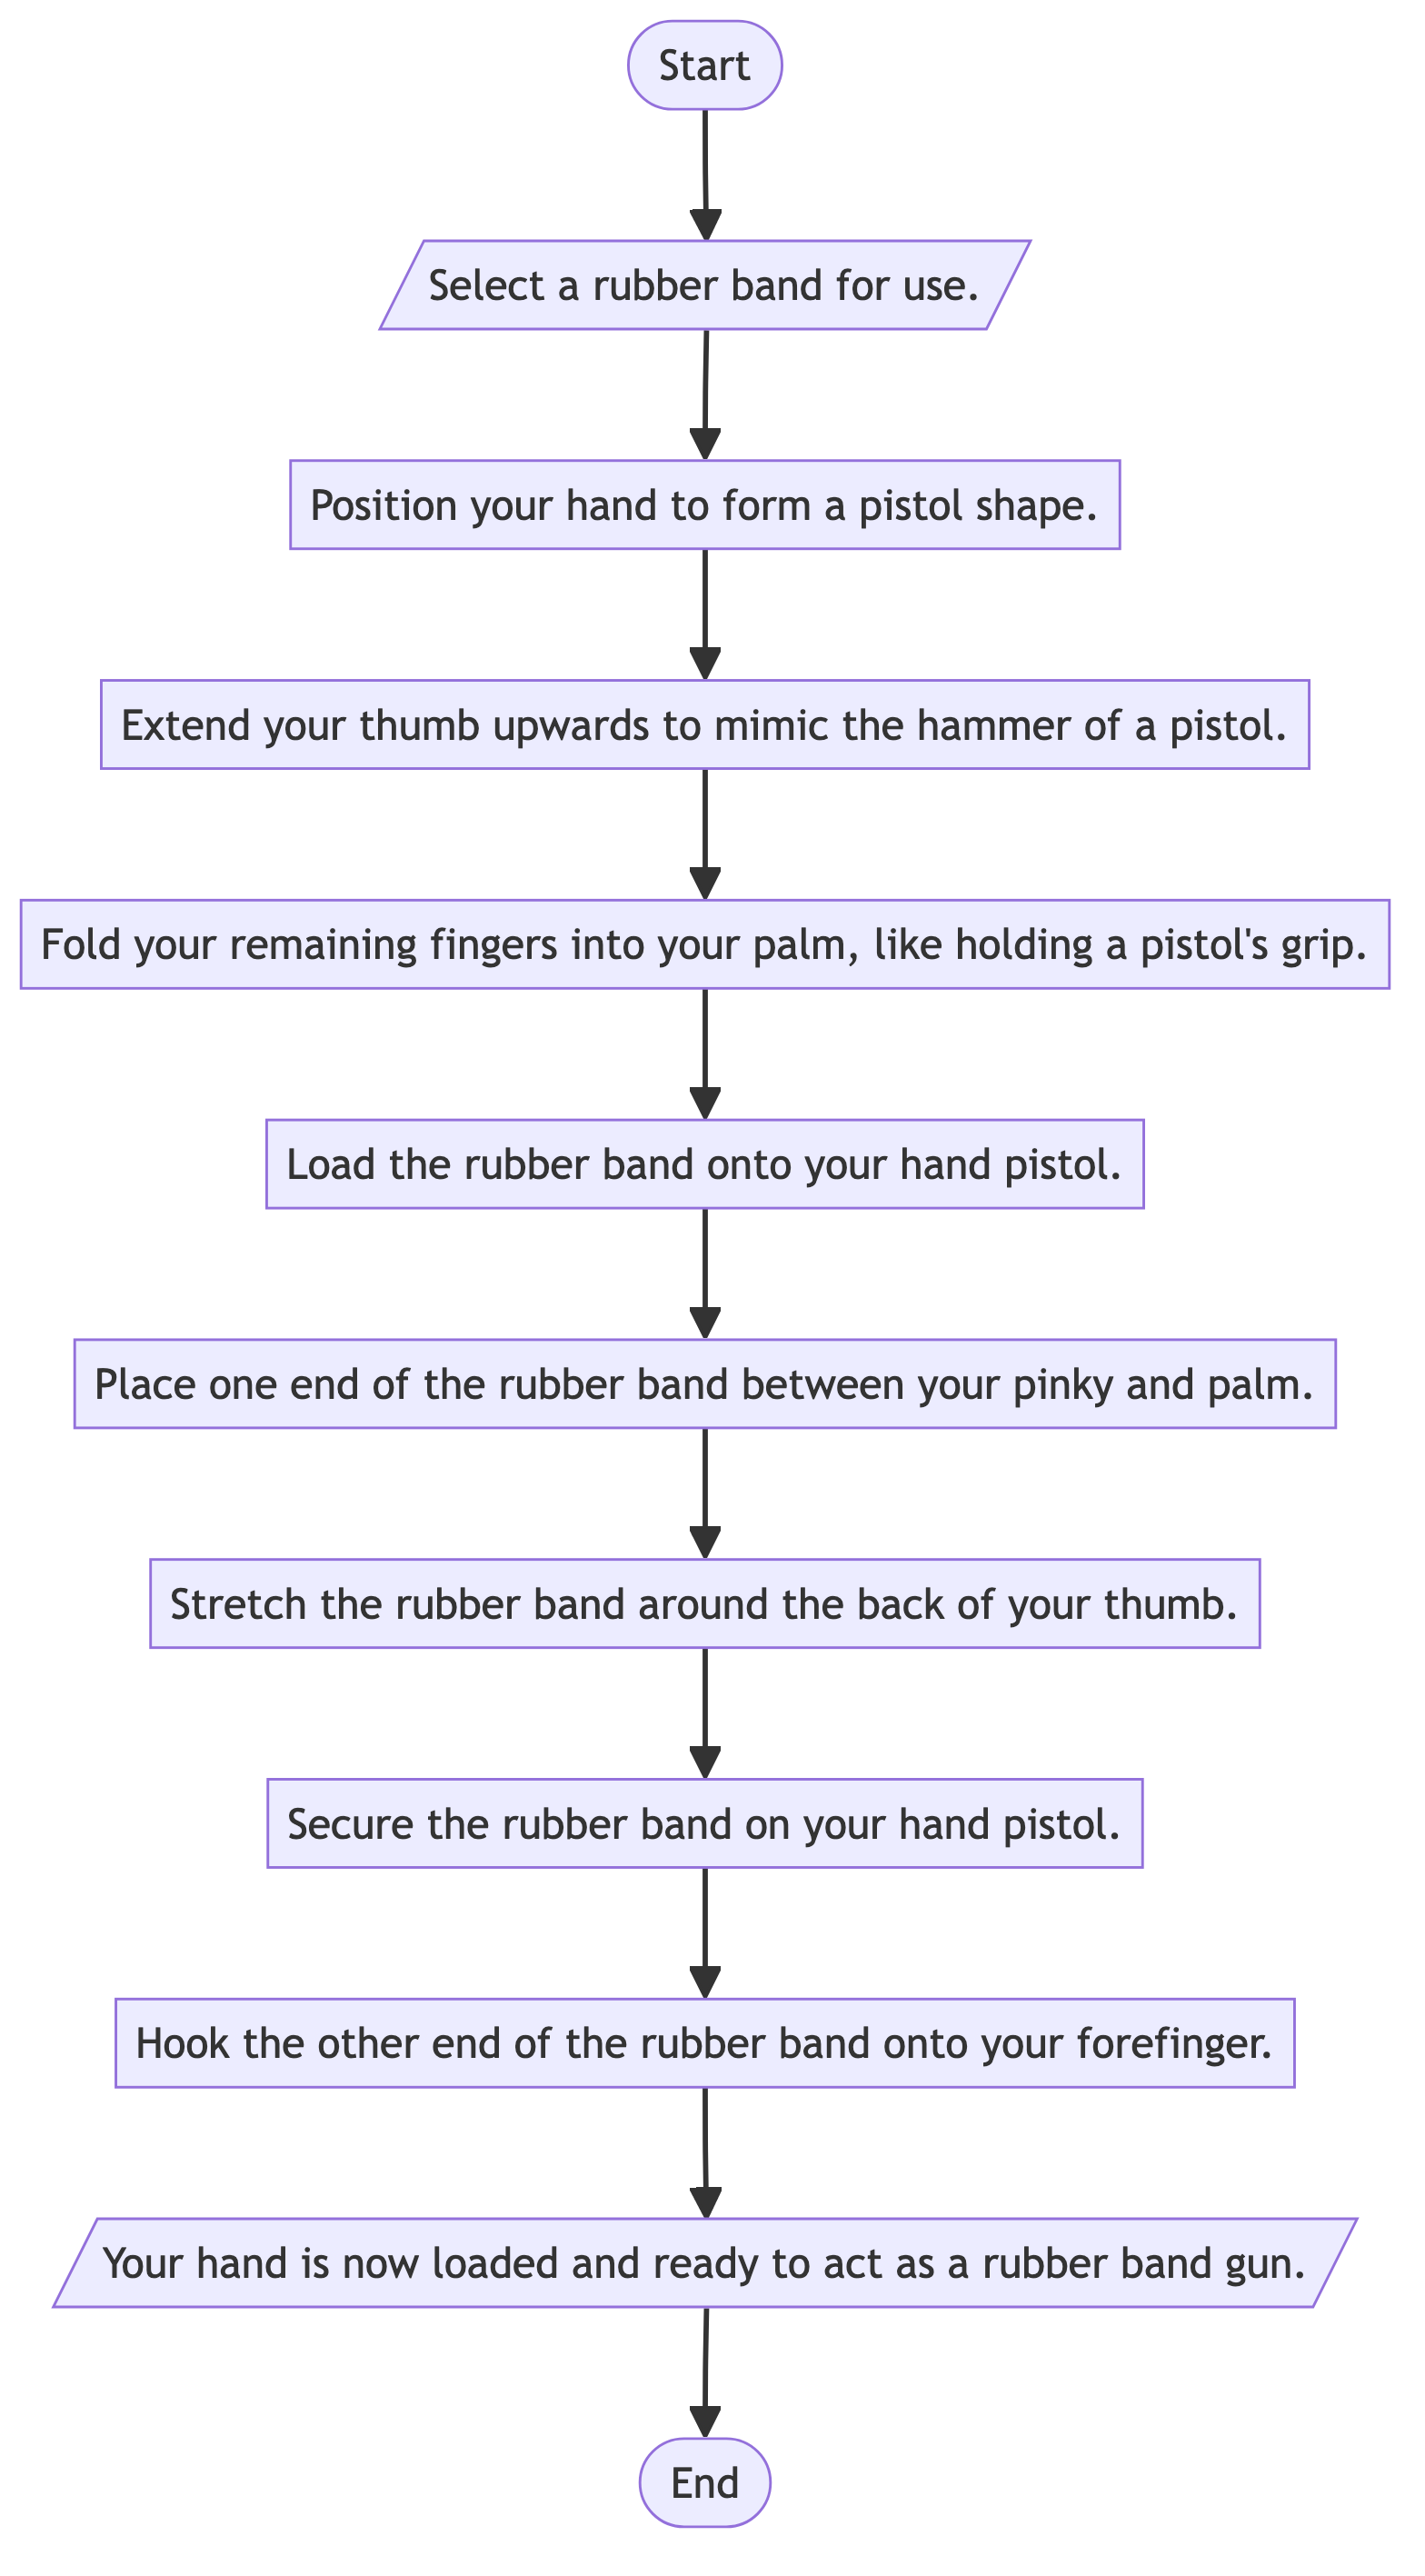 Start
Select a rubber band for use.
Position your hand to form a pistol shape.
Extend your thumb upwards to mimic the hammer of a pistol.
Fold your remaining fingers into your palm, like holding a pistol's grip.
Load the rubber band onto your hand pistol.
Place one end of the rubber band between your pinky and palm.
Stretch the rubber band around the back of your thumb.
Secure the rubber band on your hand pistol.
Hook the other end of the rubber band onto your forefinger.
Your hand is now loaded and ready to act as a rubber band gun.
End